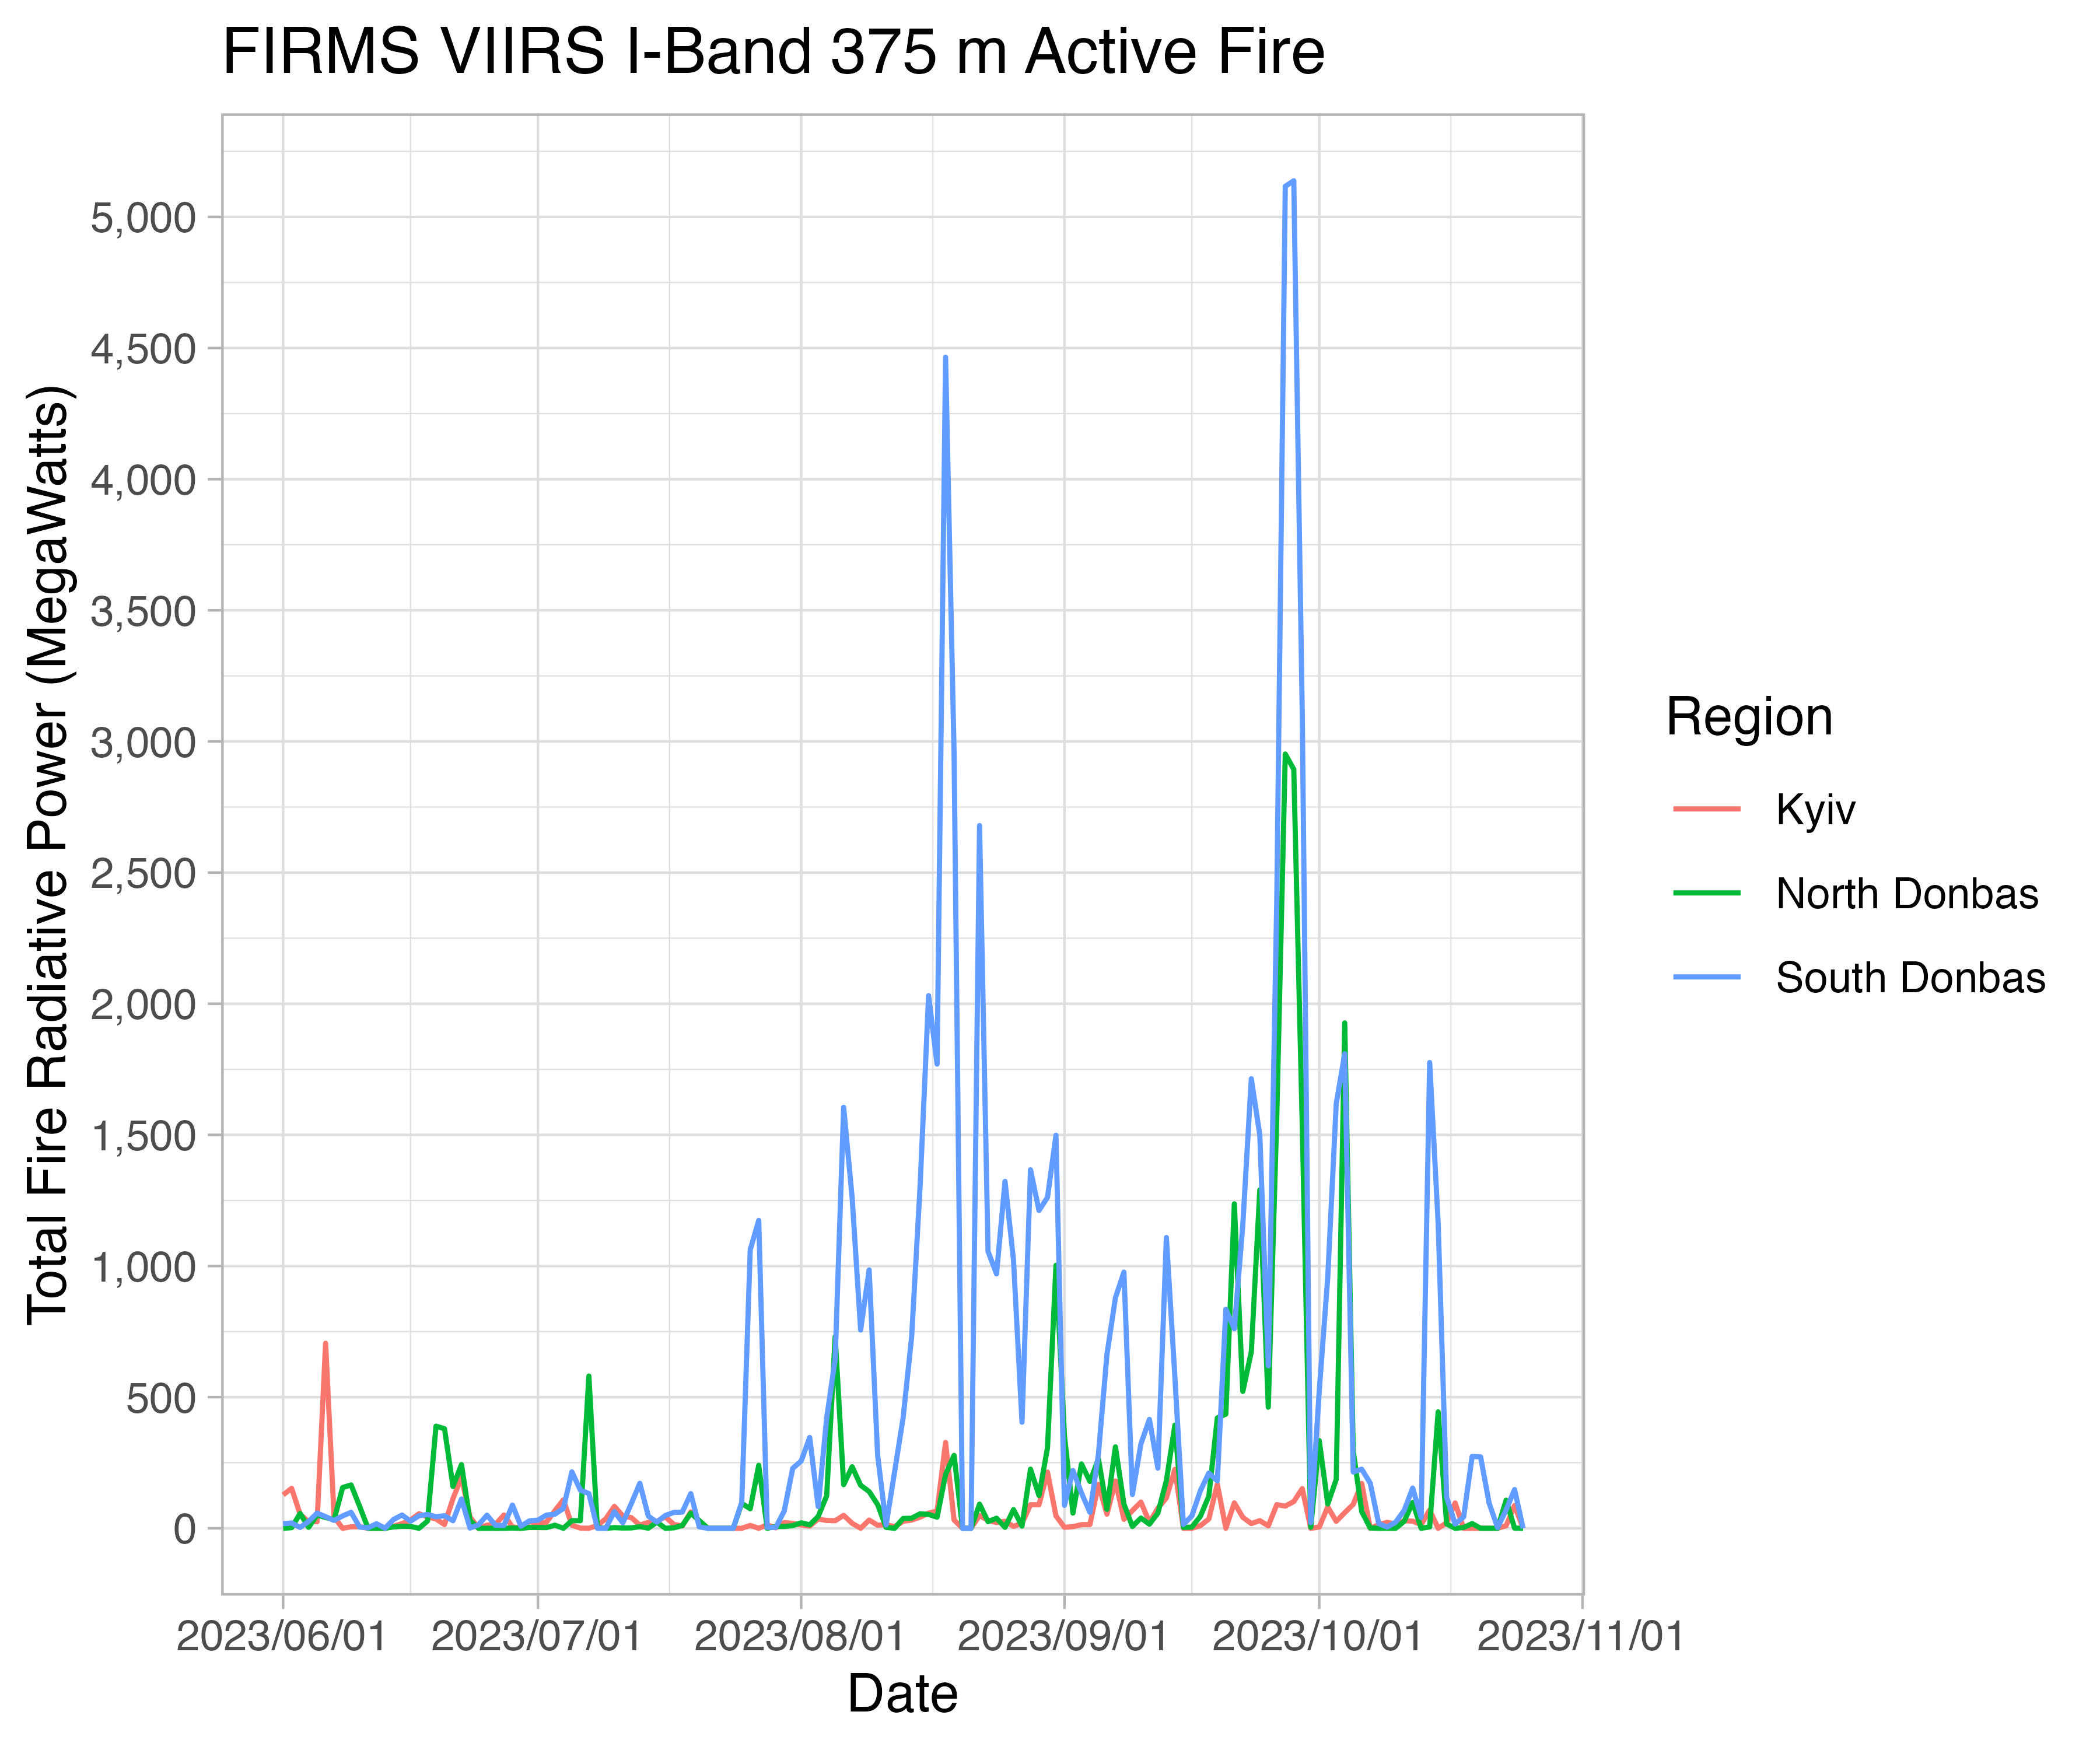 FIRMS VIIRS I-Band 375 m Active Fire
Total Fire Radiative Power (MegaWatts)
5,000
4,500
4,000
3,500
3,000
2,500
2,000
1,500
1,000
500
0
2023/06/01 2023/07/01 2023/08/01 2023/09/01 2023/10/01 2023/11/01
Date
Region
Kyiv
North Donbas
South Donbas